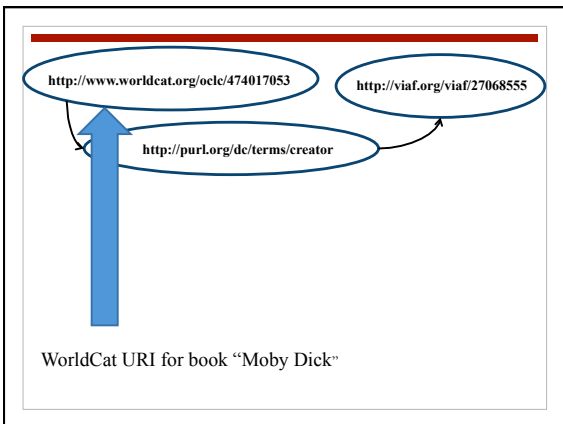 http://www.worldcat.org/oclc/474017053
http://viaf.org/viaf/27068555
http://purl.org/dc/terms/creator
WorldCat URI for book “Moby Dick”